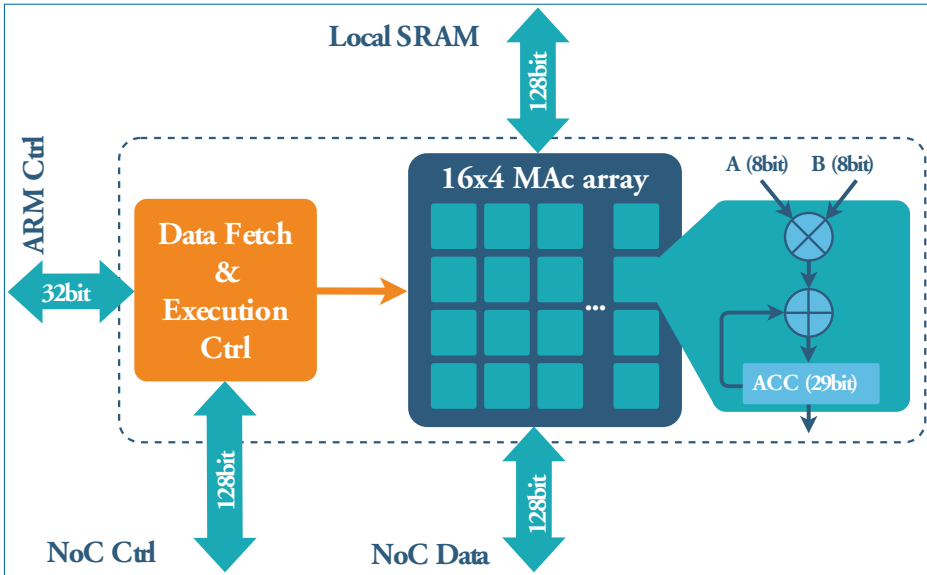 Local SRAM
128bit
ARM Ctrl
32bit
Data Fetch
&
Execution
Ctrl
16x4 MAc array
...
A (8bit)
B (8bit)
ACC (29bit)
128bit
NoC Ctrl
128bit
NoC Data